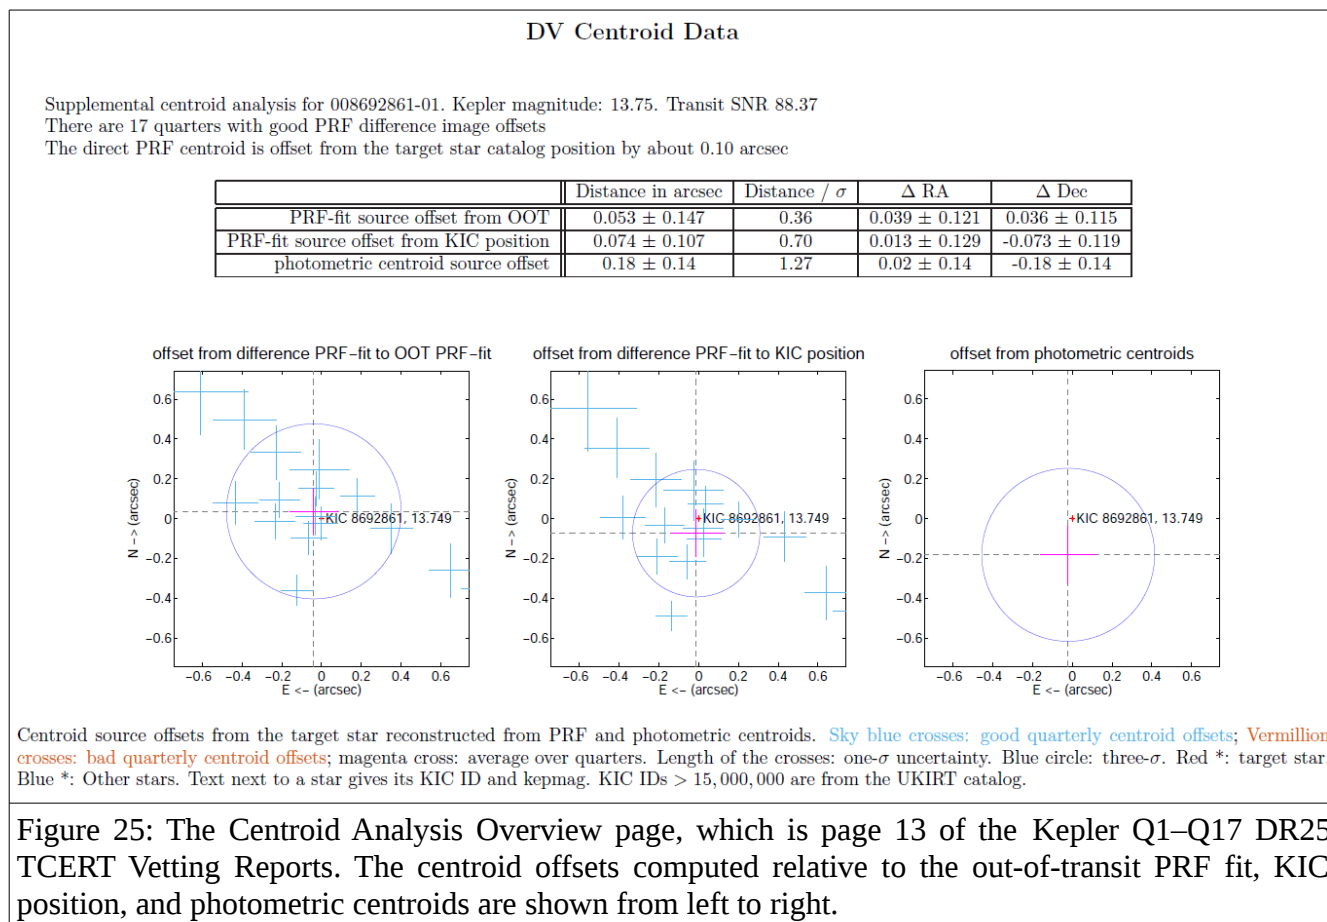 DV Centroid Data
Supplemental centroid analysis for 008692861-01. Kepler magnitude: 13.75. Transit SNR 88.37
There are 17 quarters with good PRF difference image offsets
The direct PRF centroid is offset from the target star catalog position by about 0.10 arcsec
Distance in arcsec Distance / σ Δ RA Δ Dec
PRF-fit source offset from OOT 0.053 ± 0.147 0.36 0.039 ± 0.121 0.036 ± 0.115
PRF-fit source offset from KIC position 0.074 ± 0.107 0.70 0.013 ± 0.129 -0.073 ± 0.119
photometric centroid source offset 0.18 ± 0.14 1.27 0.02 ± 0.14 -0.18 ± 0.14
offset from difference PRF−fit to OOT PRF−fit
0.6
0.4
0.2
0
−0.2
−0.4
−0.6
N −> (arcsec)
KIC 8692861, 13.749
−0.6 −0.4 −0.2 0 0.2 0.4 0.6
E <− (arcsec)
offset from difference PRF−fit to KIC position
0.6
0.4
0.2
0
−0.2
−0.4
−0.6
N −> (arcsec)
KIC 8692861, 13.749
−0.6 −0.4 −0.2 0 0.2 0.4 0.6
E <− (arcsec)
offset from photometric centroids
0.6
0.4
0.2
0
−0.2
−0.4
−0.6
N −> (arcsec)
KIC 8692861, 13.749
−0.6 −0.4 −0.2 0 0.2 0.4 0.6
E <− (arcsec)
Centroid source offsets from the target star reconstructed from PRF and photometric centroids. Sky blue crosses: good quarterly centroid offsets; Vermillion
crosses: bad quarterly centroid offsets; magenta cross: average over quarters. Length of the crosses: one-σ uncertainty. Blue circle: three-σ. Red *: target star.
Blue *: Other stars. Text next to a star gives its KIC ID and kepmag. KIC IDs > 15,000,000 are from the UKIRT catalog.
Figure 25: The Centroid Analysis Overview page, which is page 13 of the Kepler Q1–Q17 DR25
TCERT Vetting Reports. The centroid offsets computed relative to the out-of-transit PRF fit, KIC
position, and photometric centroids are shown from left to right.